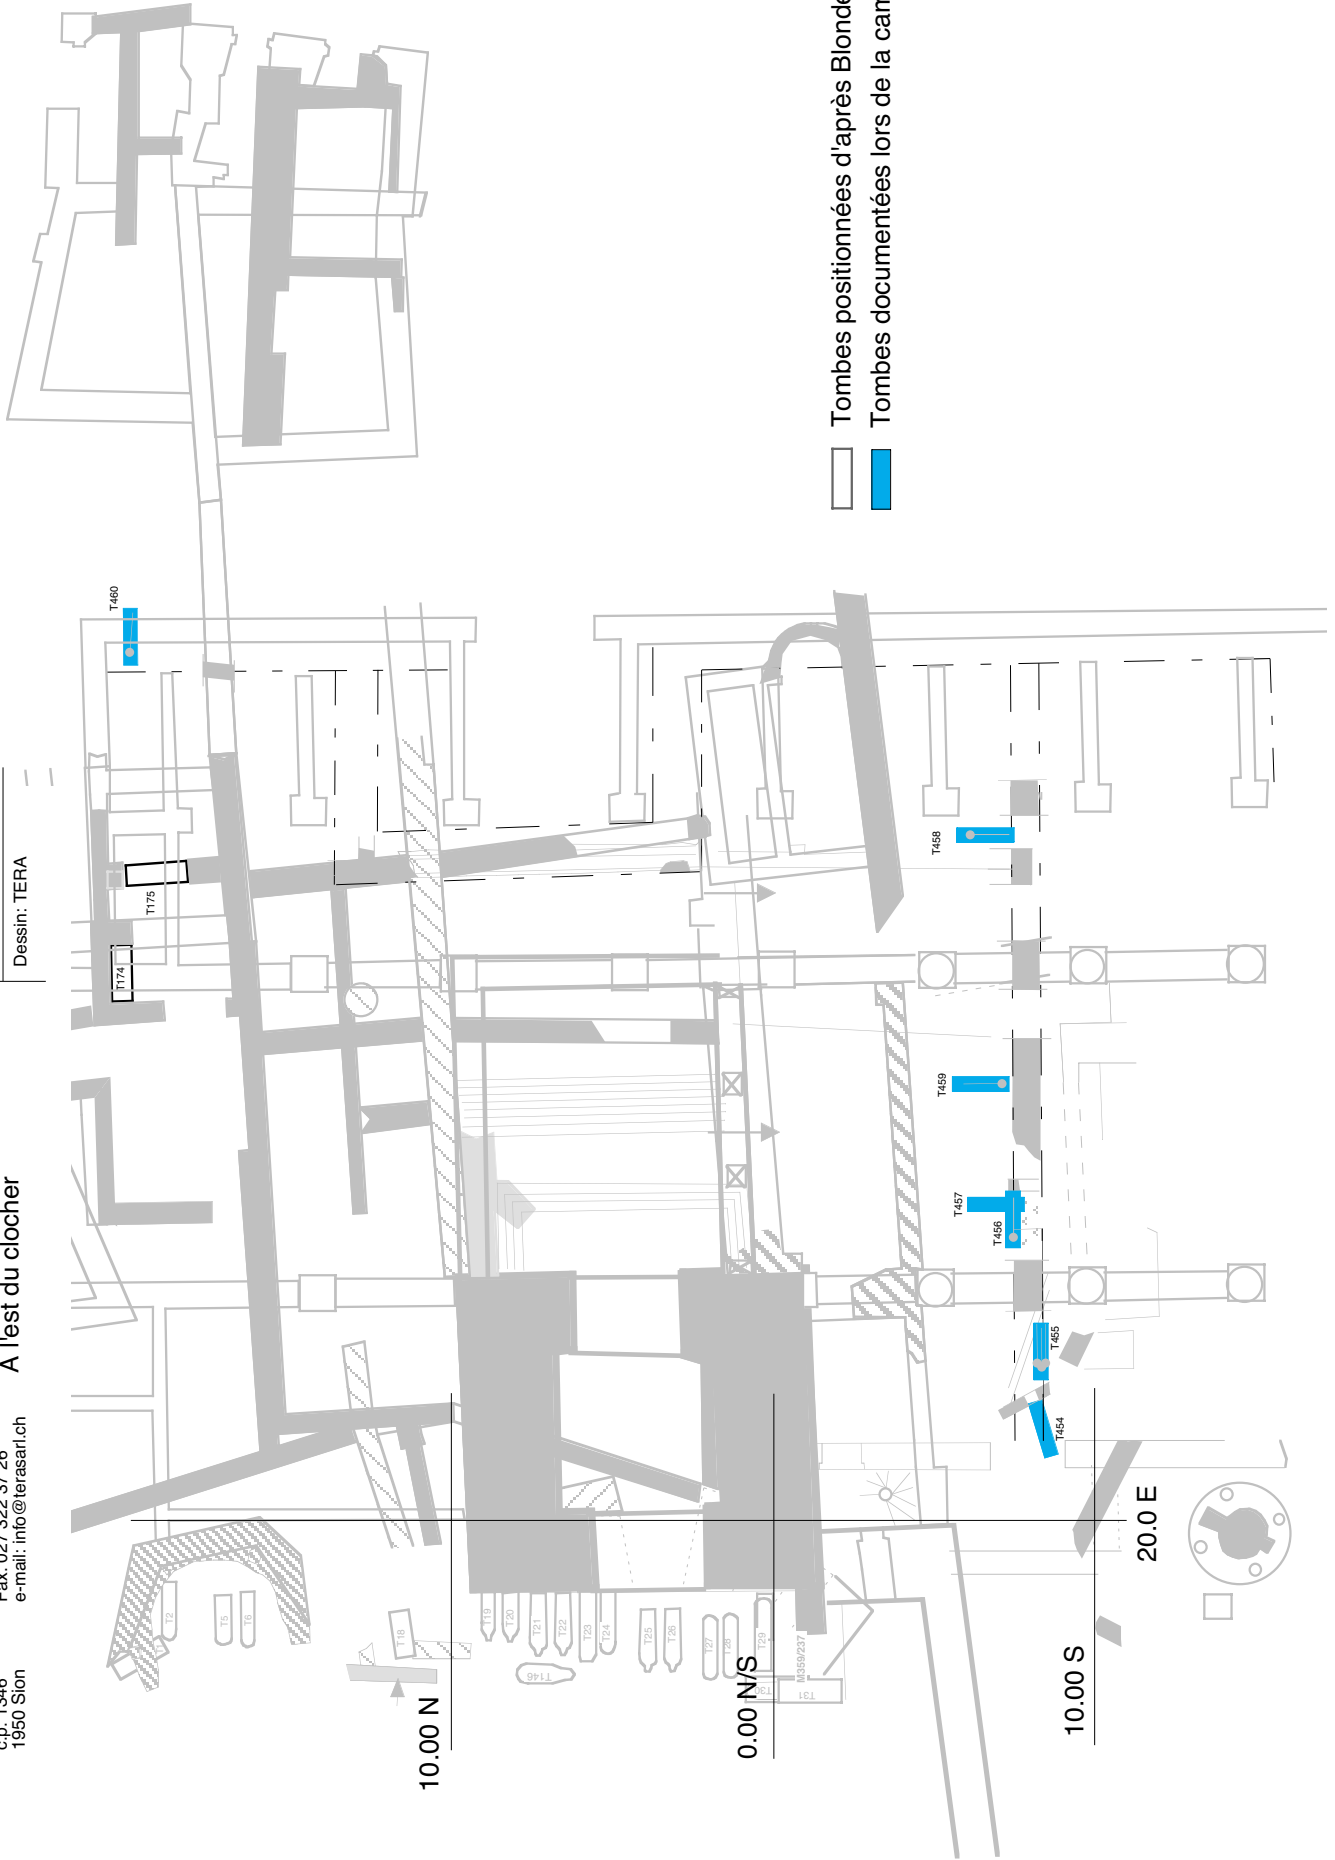 c.p. 1346
1950 Sion
Fax. 027 322 37 26
e-mail: info@terasarl.ch
A l'est du clocher
Dessin: TERA
T460
T175
T174
T458
T459
T457
T456
T455
T454
T2
T5
T6
T18
T19
T20
T21
T22
T23
T24
T25
T26
T27
T28
T29
T30
T31
T146
M359/237
10.00 N
0.00 N/S
10.00 S
20.0 E
Tombes positionnées d'après Blonde
Tombes documentées lors de la cam